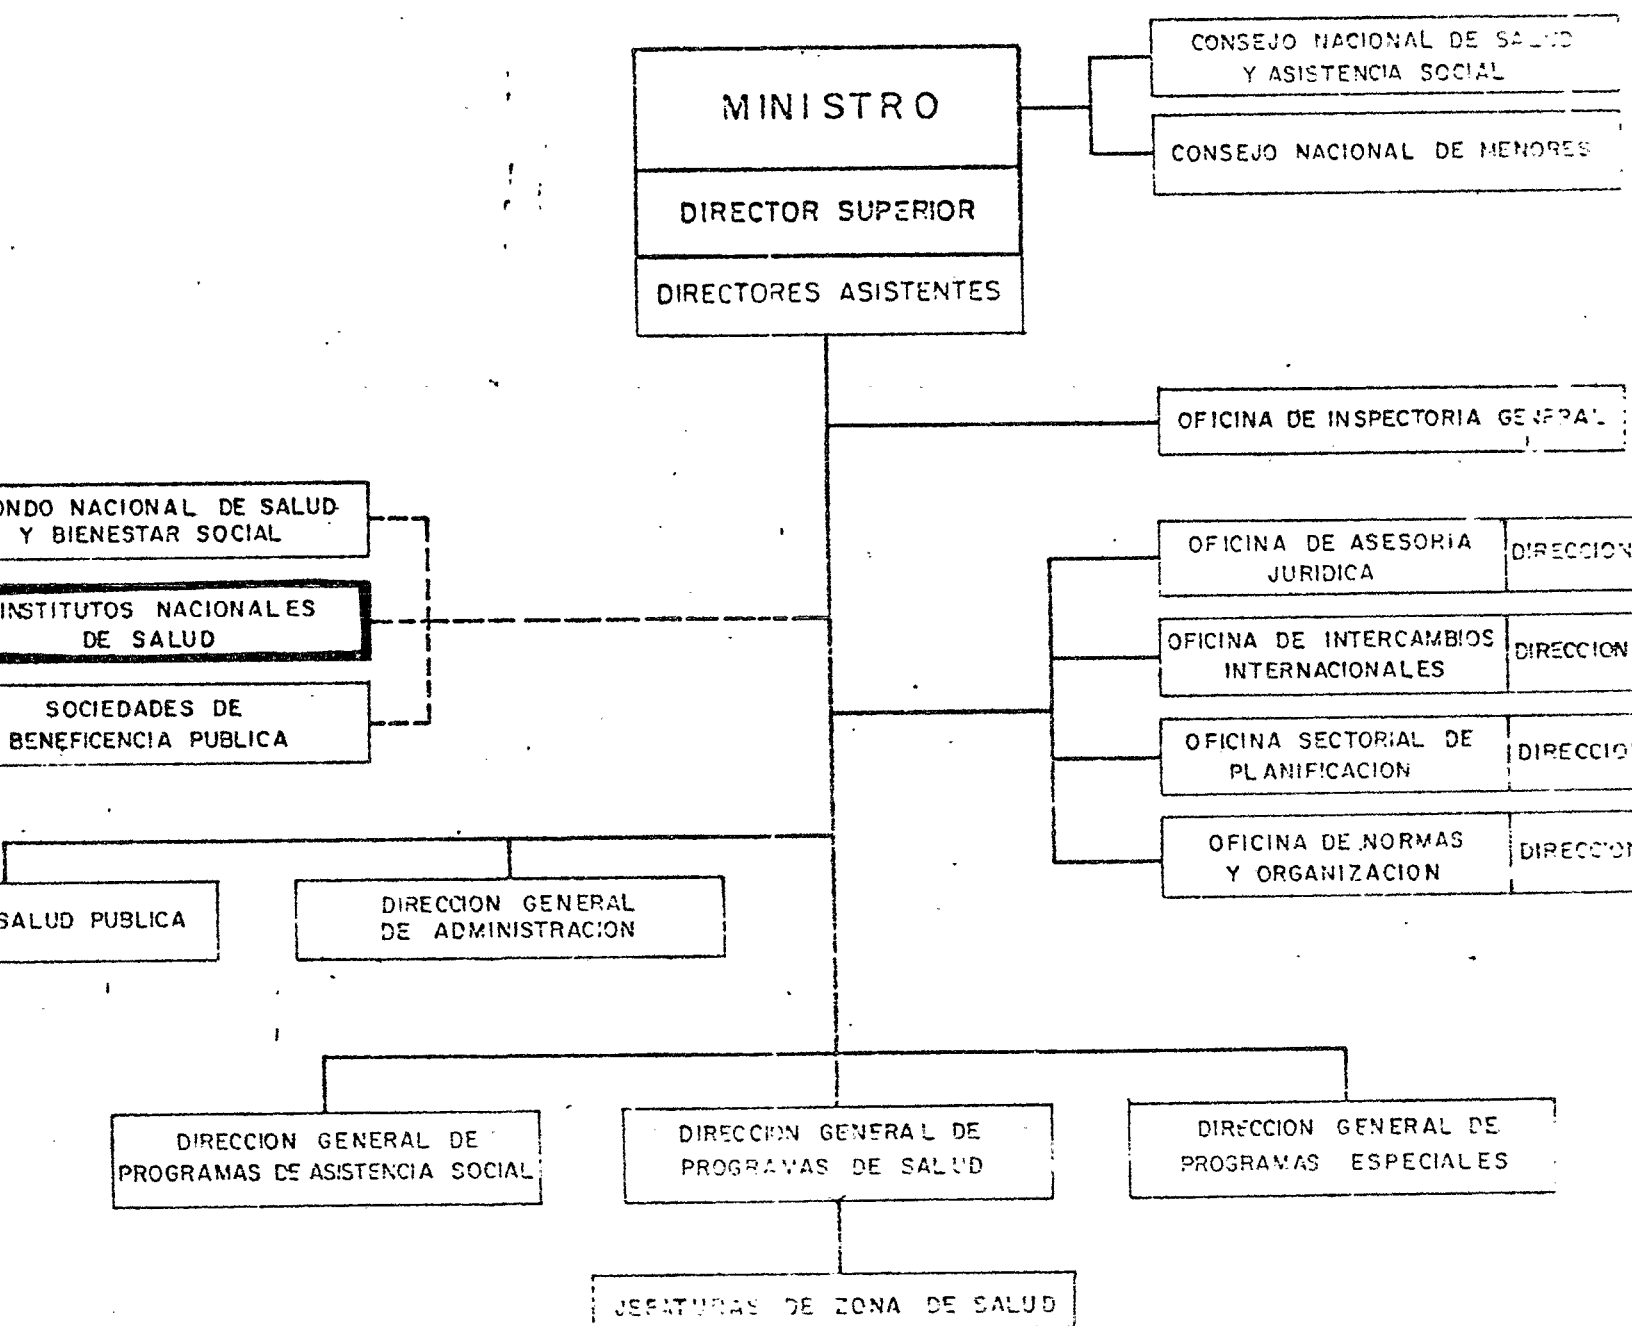 CONSEJO NACIONAL DE SALUD
Y ASISTENCIA SOCIAL
MINISTRO
CONSEJO NACIONAL DE MENORES
DIRECTOR SUPERIOR
DIRECTORES ASISTENTES
OFICINA DE INSPECTORIA GENERAL
ONDO NACIONAL DE SALUD
Y BIENESTAR SOCIAL
INSTITUTOS NACIONALES
DE SALUD
SOCIEDADES DE
BENEFICENCIA PUBLICA
OFICINA DE ASESORIA
JURIDICA
DIRECCION
OFICINA DE INTERCAMBIOS
INTERNACIONALES
DIRECCION
OFICINA SECTORIAL DE
PLANIFICACION
DIRECCIO
OFICINA DE NORMAS
Y ORGANIZACION
DIRECCION
SALUD PUBLICA
DIRECCION GENERAL
DE ADMINISTRACION
DIRECCION GENERAL DE
PROGRAMAS DE ASISTENCIA SOCIAL
DIRECCION GENERAL DE
PROGRAMAS DE SALUD
DIRECCION GENERAL DE
PROGRAMAS ESPECIALES
JEFATURAS DE ZONA DE SALUD